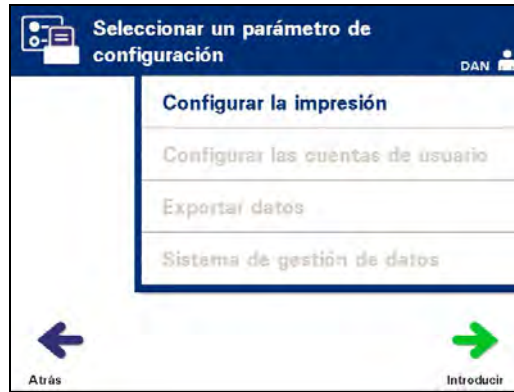 Seleccionar un parámetro de
configuración
DAN
Configurar la impresión
Configurar las cuentas de usuario
Exportar datos
Sistema de gestión de datos
Atrás
Introducir